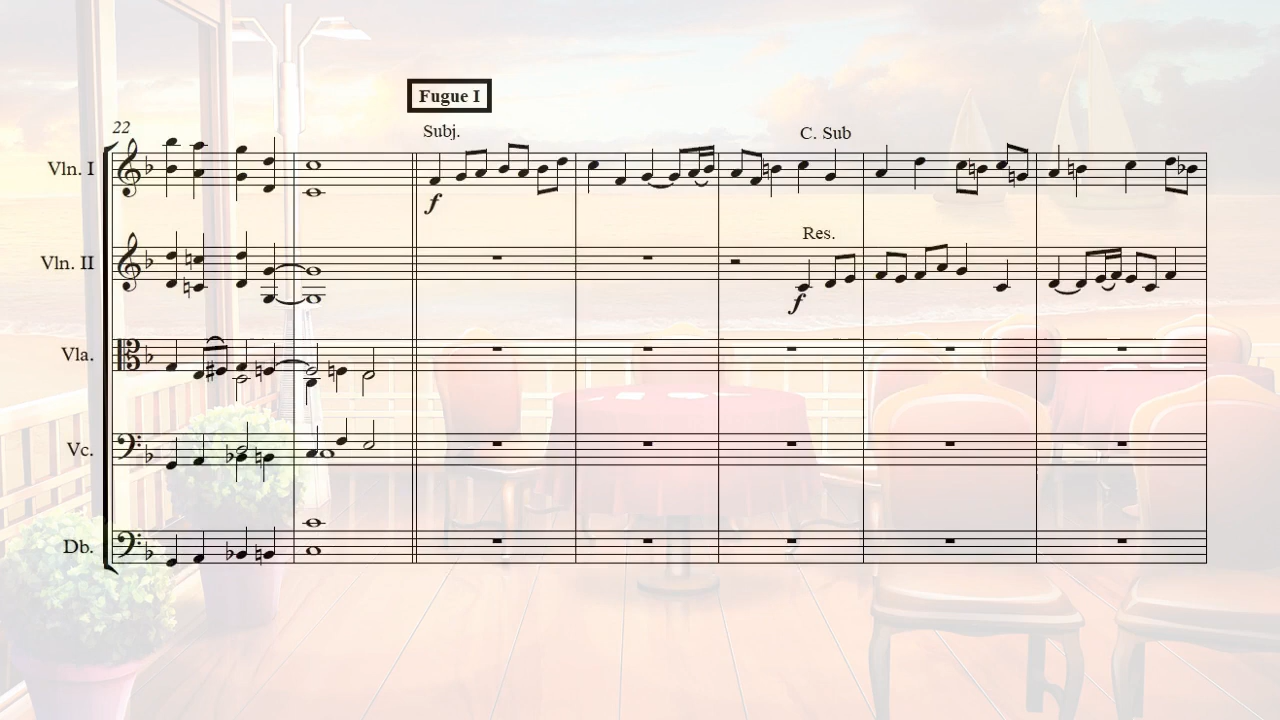 Fugue I
22
Subj.
C. Sub
Vln. I
f
Res.
Vln. II
f
Vla.
Vc.
Db.